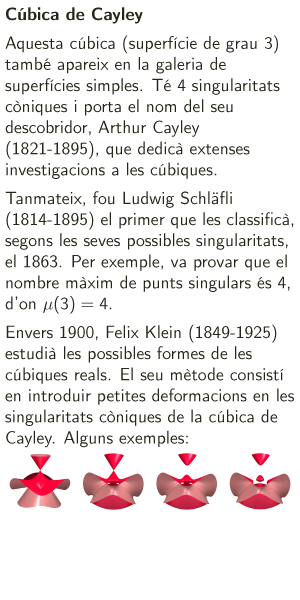 Cúbica de Cayley
Aquesta cúbica (superfície de grau 3)
també apareix en la galeria de
superfícies simples. Té 4 singularitats
còniques i porta el nom del seu
descobridor, Arthur Cayley
(1821-1895), que dedicà extenses
investigacions a les cúbiques.
Tanmateix, fou Ludwig Schläfli
(1814-1895) el primer que les classificà,
segons les seves possibles singularitats,
el 1863. Per exemple, va provar que el
nombre màxim de punts singulars és 4,
d'on μ(3) = 4.
Envers 1900, Felix Klein (1849-1925)
estudià les possibles formes de les
cúbiques reals. El seu mètode consistí
en introduir petites deformacions en les
singularitats còniques de la cúbica de
Cayley. Alguns exemples: